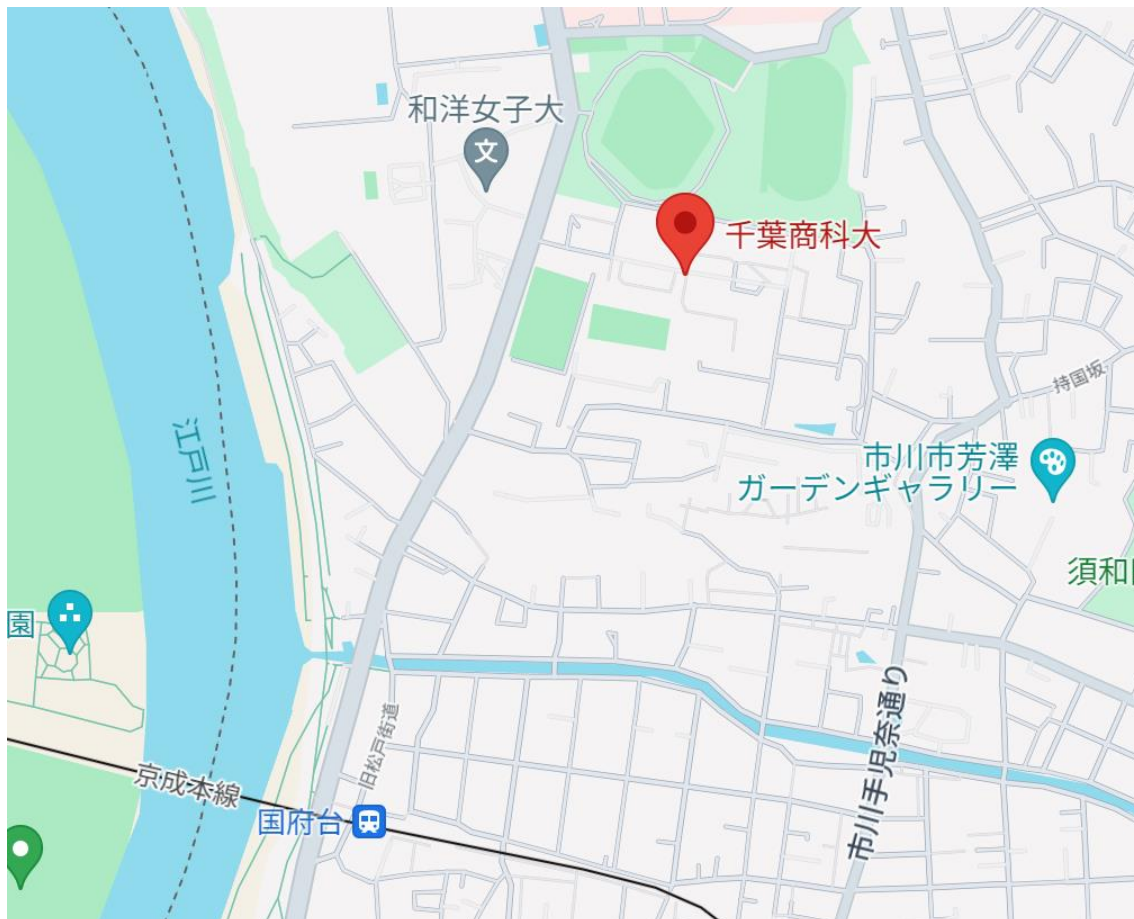 和洋女子大
文
千葉商科大
持国坂
江戸川
市川市芳澤
ガーデンギャラリー
須和田
園
旧松戸街道
市川手児奈通り
京成本線
国府台